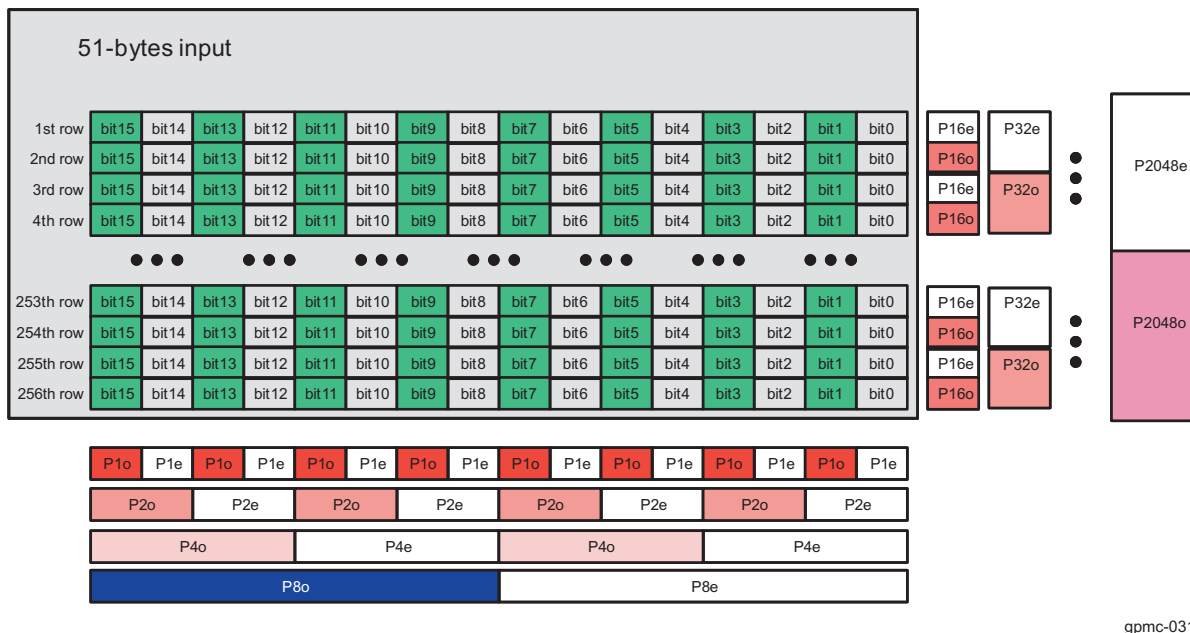 51-bytes input
1st row bit15 bit14 bit13 bit12 bit11 bit10 bit9 bit8 bit7 bit6 bit5 bit4 bit3 bit2 bit1 bit0 P16e P32e
2nd row bit15 bit14 bit13 bit12 bit11 bit10 bit9 bit8 bit7 bit6 bit5 bit4 bit3 bit2 bit1 bit0 P16o
P2048e
3rd row bit15 bit14 bit13 bit12 bit11 bit10 bit9 bit8 bit7 bit6 bit5 bit4 bit3 bit2 bit1 bit0 P16e P32o
4th row bit15 bit14 bit13 bit12 bit11 bit10 bit9 bit8 bit7 bit6 bit5 bit4 bit3 bit2 bit1 bit0 P16o
253th row bit15 bit14 bit13 bit12 bit11 bit10 bit9 bit8 bit7 bit6 bit5 bit4 bit3 bit2 bit1 bit0 P16e P32e
254th row bit15 bit14 bit13 bit12 bit11 bit10 bit9 bit8 bit7 bit6 bit5 bit4 bit3 bit2 bit1 bit0 P16o P2048o
255th row bit15 bit14 bit13 bit12 bit11 bit10 bit9 bit8 bit7 bit6 bit5 bit4 bit3 bit2 bit1 bit0 P16e P32o
256th row bit15 bit14 bit13 bit12 bit11 bit10 bit9 bit8 bit7 bit6 bit5 bit4 bit3 bit2 bit1 bit0 P16o
P1o P1e P1o P1e P1o P1e P1o P1e P1o P1e P1o P1e P1o P1e P1o P1e
P2o P2e P2o P2e P2o P2e P2o P2e
P4o P4e P4o P4e
P8o P8e
gpmc-031